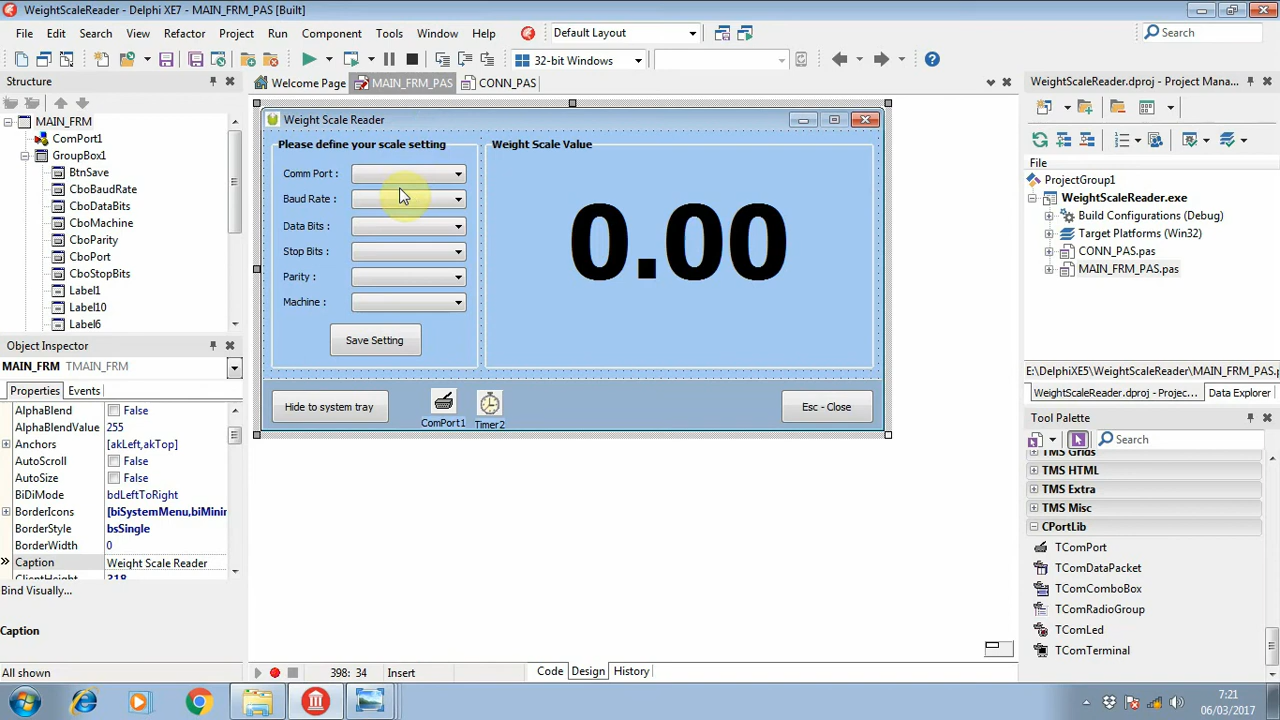 WeightScaleReader - Delphi XE7 - MAIN_FRM_PAS [Built]
File Edit Search View Refactor Project Run Component Tools Window Help Default Layout Search
32-bit Windows
Structure
Welcome Page MAIN_FRM_PAS CONN_PAS
MAIN_FRM
ComPort1
GroupBox1
BtnSave
CboBaudRate
CboDataBits
CboMachine
CboParity
CboPort
CboStopBits
Label1
Label10
Label6
Object Inspector
MAIN_FRM TMAIN_FRM
Properties Events
AlphaBlend False
AlphaBlendValue 255
Anchors [akLeft,akTop]
AutoScroll False
AutoSize False
BiDiMode bdLeftToRight
BorderIcons [biSystemMenu,biMinin
BorderStyle bsSingle
BorderWidth 0
Caption Weight Scale Reader
ClientHeight 318
Bind Visually...
Caption
All shown
Weight Scale Reader
Please define your scale setting
Comm Port :
Baud Rate :
Data Bits :
Stop Bits :
Parity :
Machine :
Save Setting
Weight Scale Value
0.00
Hide to system tray
ComPort1
Timer2
Esc - Close
398: 34 Insert
Code Design History
WeightScaleReader.dproj - Project Mana...
File
ProjectGroup1
WeightScaleReader.exe
Build Configurations (Debug)
Target Platforms (Win32)
CONN_PAS.pas
MAIN_FRM_PAS.pas
E:\DelphiXE5\WeightScaleReader\MAIN_FRM_PAS.p
WeightScaleReader.dproj - Projec... Data Explorer
Tool Palette
Search
TMS Grids
TMS HTML
TMS Extra
TMS Misc
CPortLib
TComPort
TComDataPacket
TComComboBox
TComRadioGroup
TComLed
TComTerminal
7:21
06/03/2017